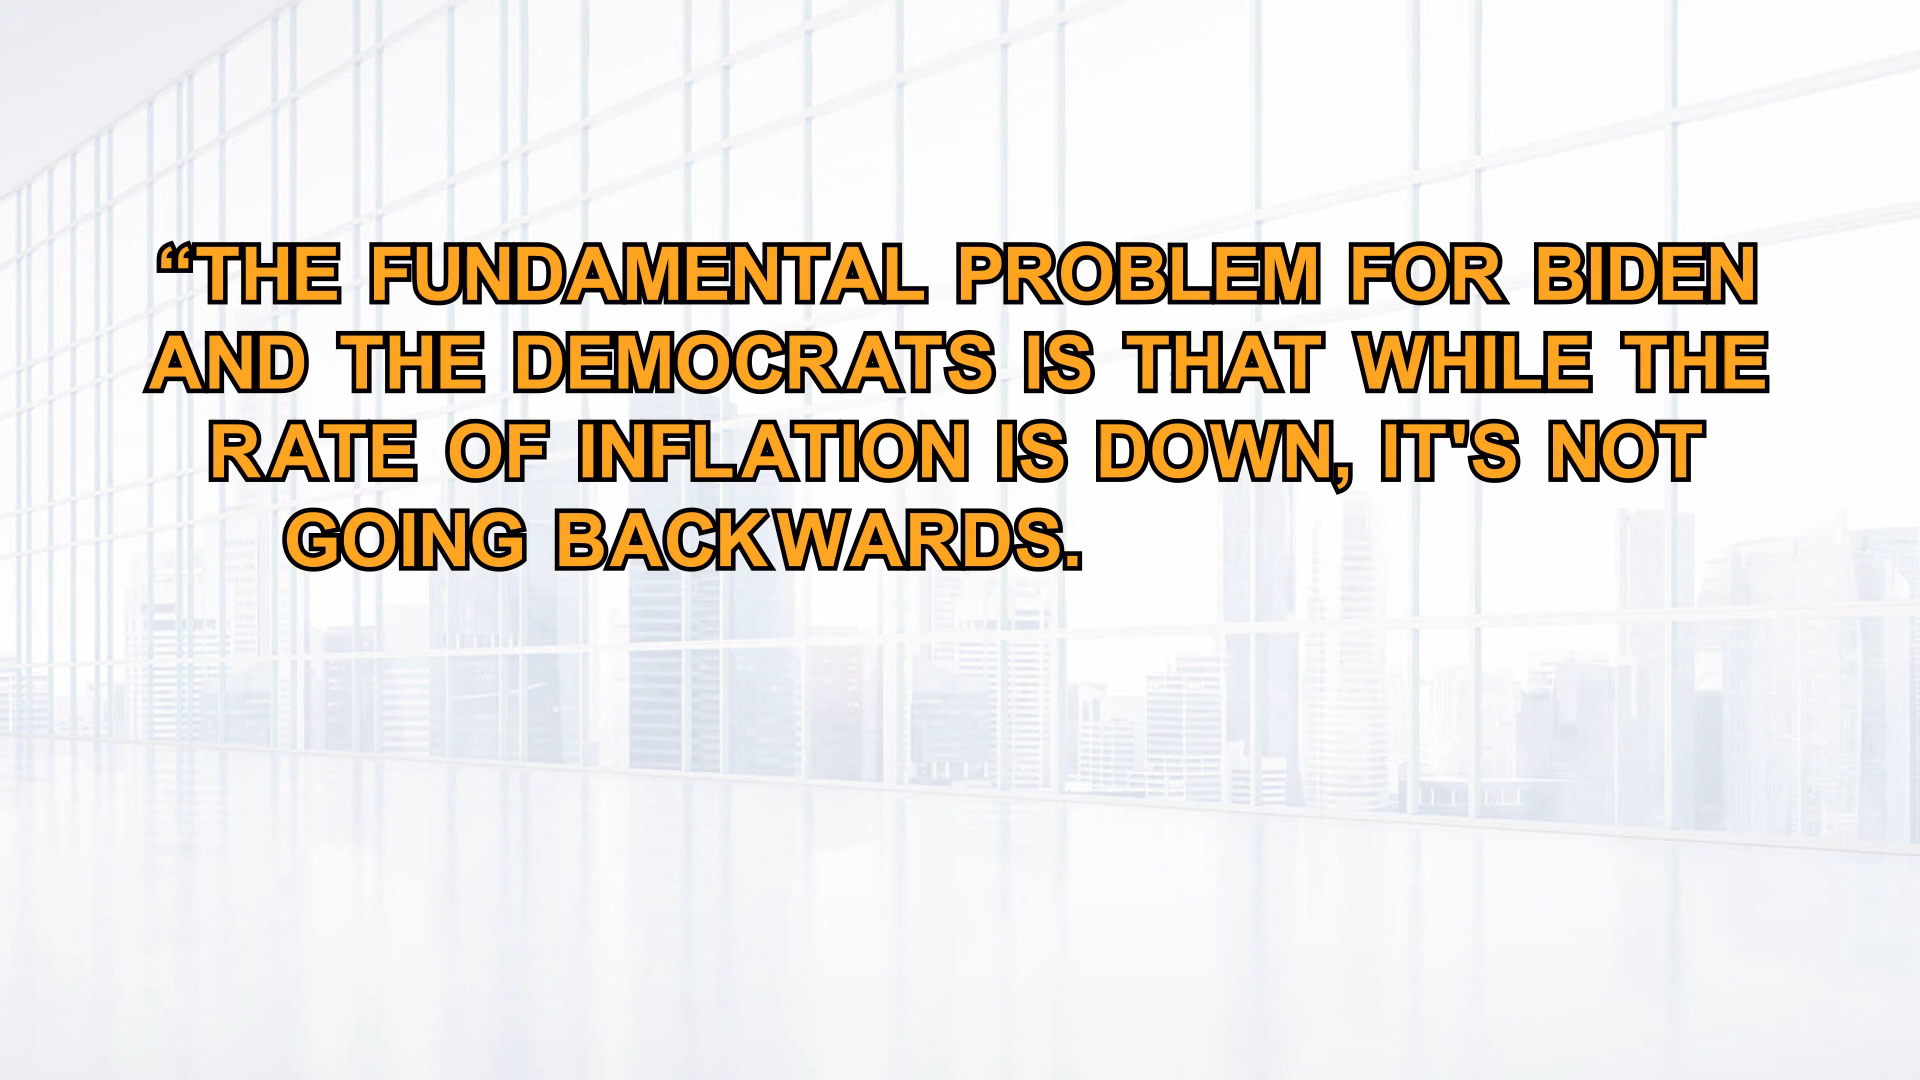 “THE FUNDAMENTAL PROBLEM FOR BIDEN
AND THE DEMOCRATS IS THAT WHILE THE
RATE OF INFLATION IS DOWN, IT'S NOT
GOING BACKWARDS.